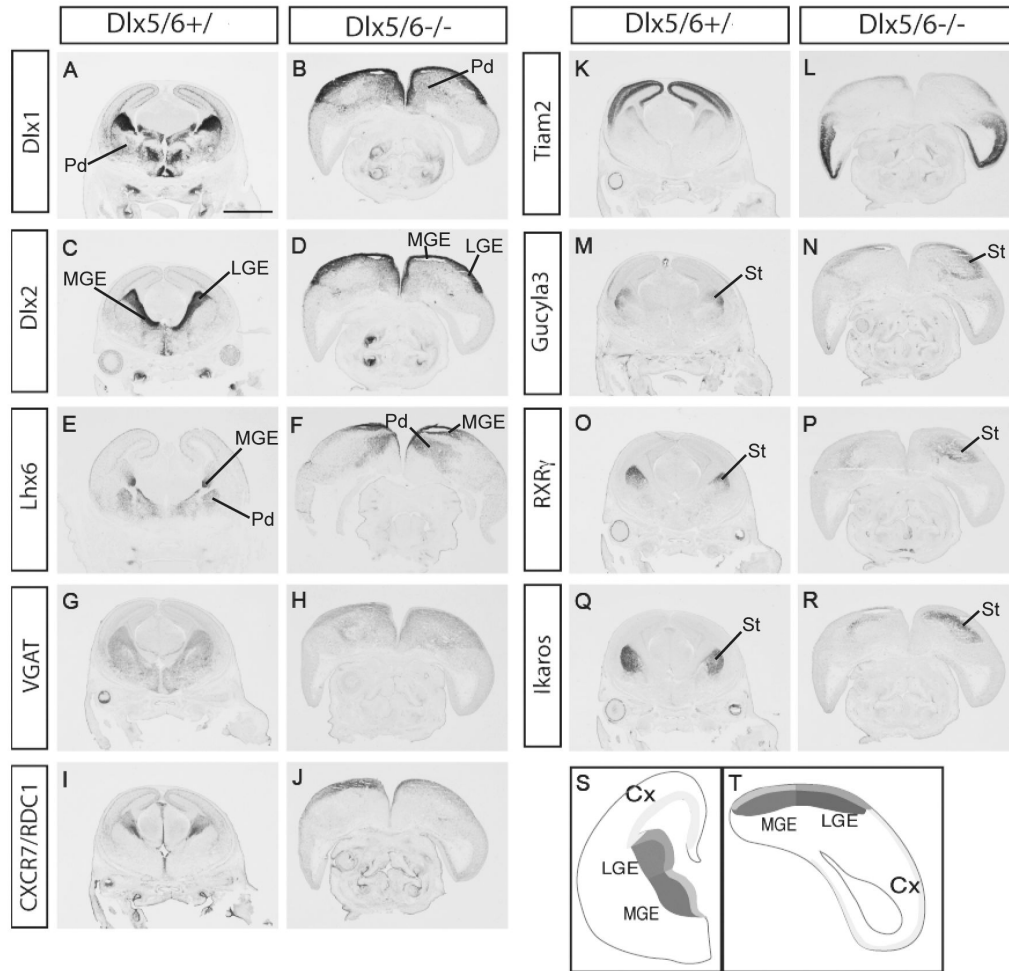 Dlx5/6+/
Dlx5/6-/-
Dlx5/6+/
Dlx5/6-/-
Dlx1
A
Pd
B
Pd
Tiam2
K
L
Dlx2
C
MGE
LGE
D
MGE
LGE
Gucyla3
M
St
N
St
Lhx6
E
MGE
Pd
F
Pd
MGE
RXRγ
O
St
P
St
VGAT
G
H
Ikaros
Q
St
R
St
CXCR7/RDC1
I
J
S
Cx
LGE
MGE
T
MGE
LGE
Cx